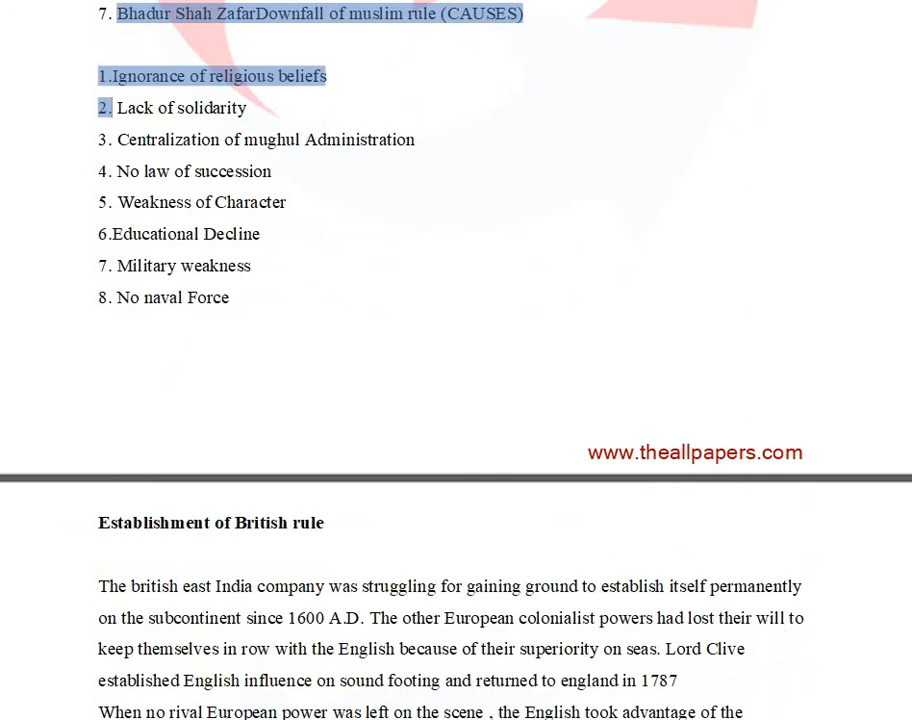 7. Bhadur Shah ZafarDownfall of muslim rule (CAUSES)
1.Ignorance of religious beliefs
2. Lack of solidarity
3. Centralization of mughul Administration
4. No law of succession
5. Weakness of Character
6.Educational Decline
7. Military weakness
8. No naval Force
www.theallpapers.com
Establishment of British rule
The british east India company was struggling for gaining ground to establish itself permanently
on the subcontinent since 1600 A.D. The other European colonialist powers had lost their will to
keep themselves in row with the English because of their superiority on seas. Lord Clive
established English influence on sound footing and returned to england in 1787
When no rival European power was left on the scene , the English took advantage of the